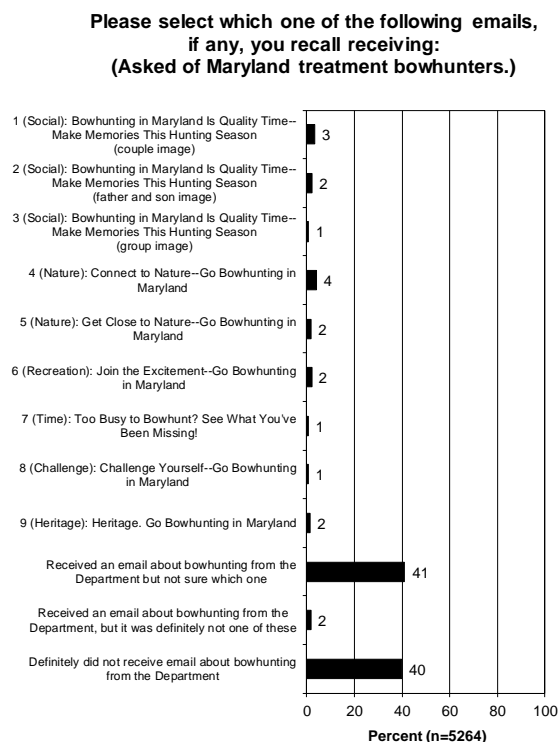 Please select which one of the following emails,
if any, you recall receiving:
(Asked of Maryland treatment bowhunters.)
1 (Social): Bowhunting in Maryland Is Quality Time--
Make Memories This Hunting Season
(couple image)
3
2 (Social): Bowhunting in Maryland Is Quality Time--
Make Memories This Hunting Season
(father and son image)
2
3 (Social): Bowhunting in Maryland Is Quality Time--
Make Memories This Hunting Season
(group image)
1
4 (Nature): Connect to Nature--Go Bowhunting in
Maryland
4
5 (Nature): Get Close to Nature--Go Bowhunting in
Maryland
2
6 (Recreation): Join the Excitement--Go Bowhunting
in Maryland
2
7 (Time): Too Busy to Bowhunt? See What You've
Been Missing!
1
8 (Challenge): Challenge Yourself--Go Bowhunting
in Maryland
1
9 (Heritage): Heritage. Go Bowhunting in Maryland
2
Received an email about bowhunting from the
Department but not sure which one
41
Received an email about bowhunting from the
Department, but it was definitely not one of these
2
Definitely did not receive email about bowhunting
from the Department
40
0 20 40 60 80 100
Percent (n=5264)